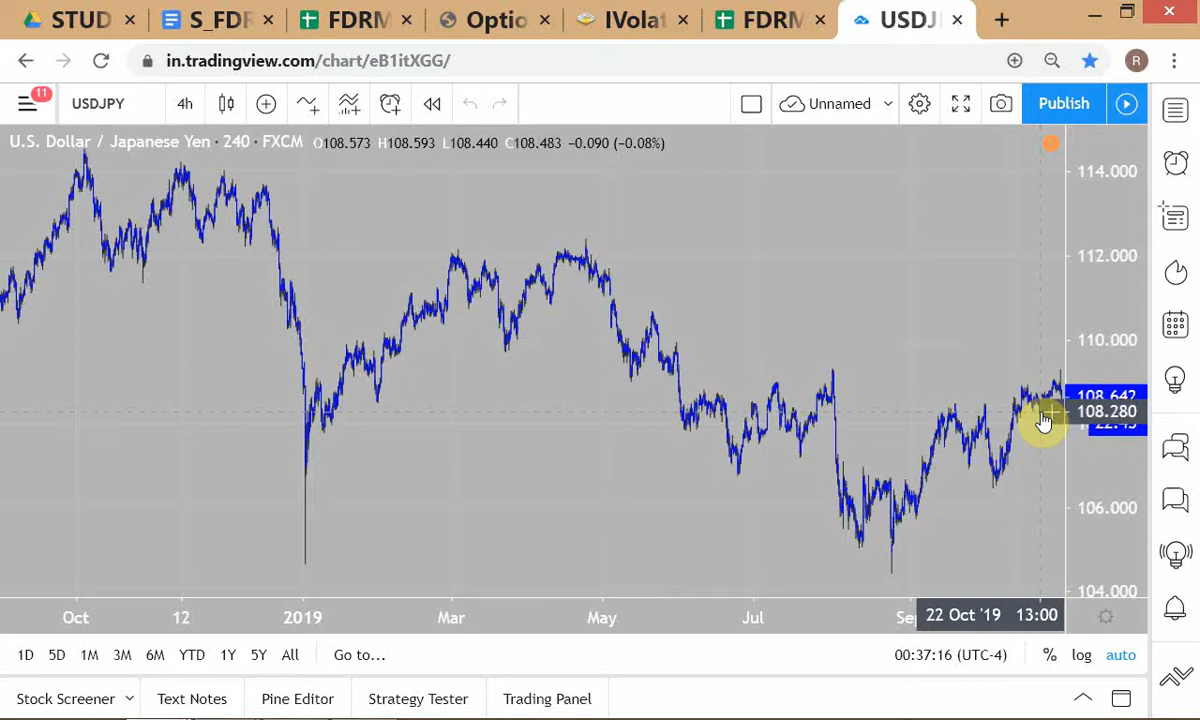 STUD S_FDR FDRM Optio IVolat FDRM USDJ
in.tradingview.com/chart/eB1itXGG/ R
11 USDJPY 4h Unnamed Publish
U.S. Dollar / Japanese Yen · 240 · FXCM O108.573 H108.593 L108.440 C108.483 −0.090 (−0.08%)
114.000
112.000
110.000
108.642
108.280
106.000
104.000
Oct 12 2019 Mar May Jul Se 22 Oct '19 13:00
1D 5D 1M 3M 6M YTD 1Y 5Y All Go to... 00:37:16 (UTC-4) % log auto
Stock Screener Text Notes Pine Editor Strategy Tester Trading Panel